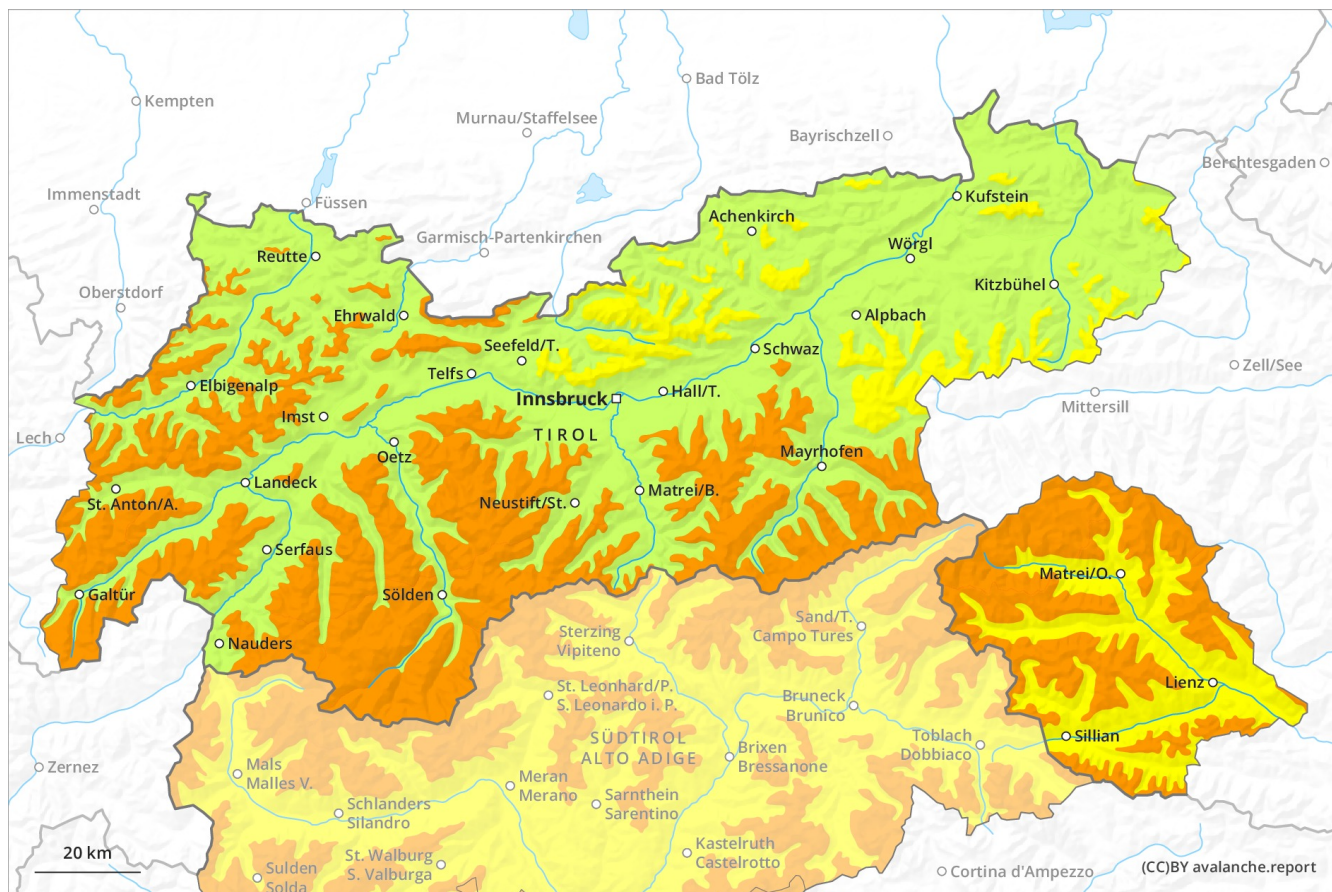 Bad Tölz
Kempten
Murnau/Staffelsee
Bayrischzell
Berchtesgaden
Immenstadt
Füssen
Kufstein
Achenkirch
Garmisch-Partenkirchen
Wörgl
Reutte
Kitzbühel
Oberstdorf
Ehrwald
Alpbach
Seefeld/T.
Schwaz
Zell/See
Telfs
Elbigenalp
Hall/T.
Innsbruck
Mittersill
Imst
Lech
TIROL
Mayrhofen
Oetz
Landeck
Matrei/B.
St. Anton/A.
Neustift/St.
Serfaus
Matrei/O.
Galtür
Sölden
Sand/T.
Campo Tures
Sterzing
Vipiteno
Nauders
Lienz
St. Leonhard/P.
S. Leonardo i. P.
Bruneck
Brunico
Sillian
SÜDTIROL
ALTO ADIGE
Toblach
Dobbiaco
Brixen
Bressanone
Zernez
Mals
Malles V.
Meran
Merano
Sarnthein
Sarentino
Schlanders
Silandro
Kastelruth
Castelrotto
20 km
St. Walburg
S. Valburga
Sulden
Solda
Cortina d'Ampezzo
(CC)BY avalanche.report